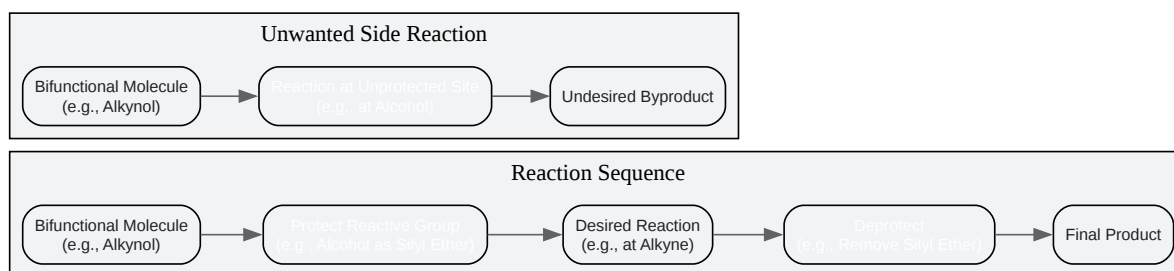 Unwanted Side Reaction
Bifunctional Molecule
(e.g., Alkynol)
Reaction at Unprotected Site
(e.g., at Alcohol)
Undesired Byproduct
Reaction Sequence
Bifunctional Molecule
(e.g., Alkynol)
Protect Reactive Group
(e.g., Alcohol as Silyl Ether)
Desired Reaction
(e.g., at Alkyne)
Deprotect
(e.g., Remove Silyl Ether)
Final Product